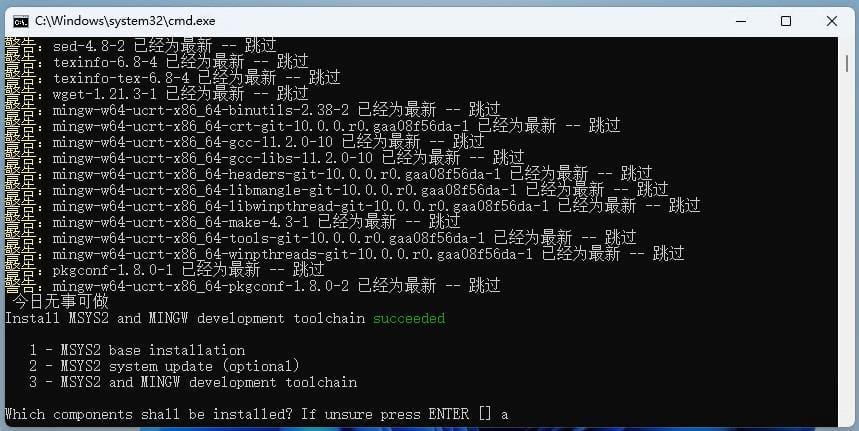 C:\Windows\system32\cmd.exe
警告：sed-4.8-2 已经为最新 -- 跳过
警告：texinfo-6.8-4 已经为最新 -- 跳过
警告：texinfo-tex-6.8-4 已经为最新 -- 跳过
警告：wget-1.21.3-1 已经为最新 -- 跳过
警告：mingw-w64-ucrt-x86_64-binutils-2.38-2 已经为最新 -- 跳过
警告：mingw-w64-ucrt-x86_64-crt-git-10.0.0.r0.gaa08f56da-1 已经为最新 -- 跳过
警告：mingw-w64-ucrt-x86_64-gcc-11.2.0-10 已经为最新 -- 跳过
警告：mingw-w64-ucrt-x86_64-gcc-libs-11.2.0-10 已经为最新 -- 跳过
警告：mingw-w64-ucrt-x86_64-headers-git-10.0.0.r0.gaa08f56da-1 已经为最新 -- 跳过
警告：mingw-w64-ucrt-x86_64-libmangle-git-10.0.0.r0.gaa08f56da-1 已经为最新 -- 跳过
警告：mingw-w64-ucrt-x86_64-libwinpthread-git-10.0.0.r0.gaa08f56da-1 已经为最新 -- 跳过
警告：mingw-w64-ucrt-x86_64-make-4.3-1 已经为最新 -- 跳过
警告：mingw-w64-ucrt-x86_64-tools-git-10.0.0.r0.gaa08f56da-1 已经为最新 -- 跳过
警告：mingw-w64-ucrt-x86_64-winpthreads-git-10.0.0.r0.gaa08f56da-1 已经为最新 -- 跳过
警告：pkgconf-1.8.0-1 已经为最新 -- 跳过
警告：mingw-w64-ucrt-x86_64-pkgconf-1.8.0-2 已经为最新 -- 跳过
今日无事可做
Install MSYS2 and MINGW development toolchain succeeded
1 - MSYS2 base installation
2 - MSYS2 system update (optional)
3 - MSYS2 and MINGW development toolchain
Which components shall be installed? If unsure press ENTER [] a